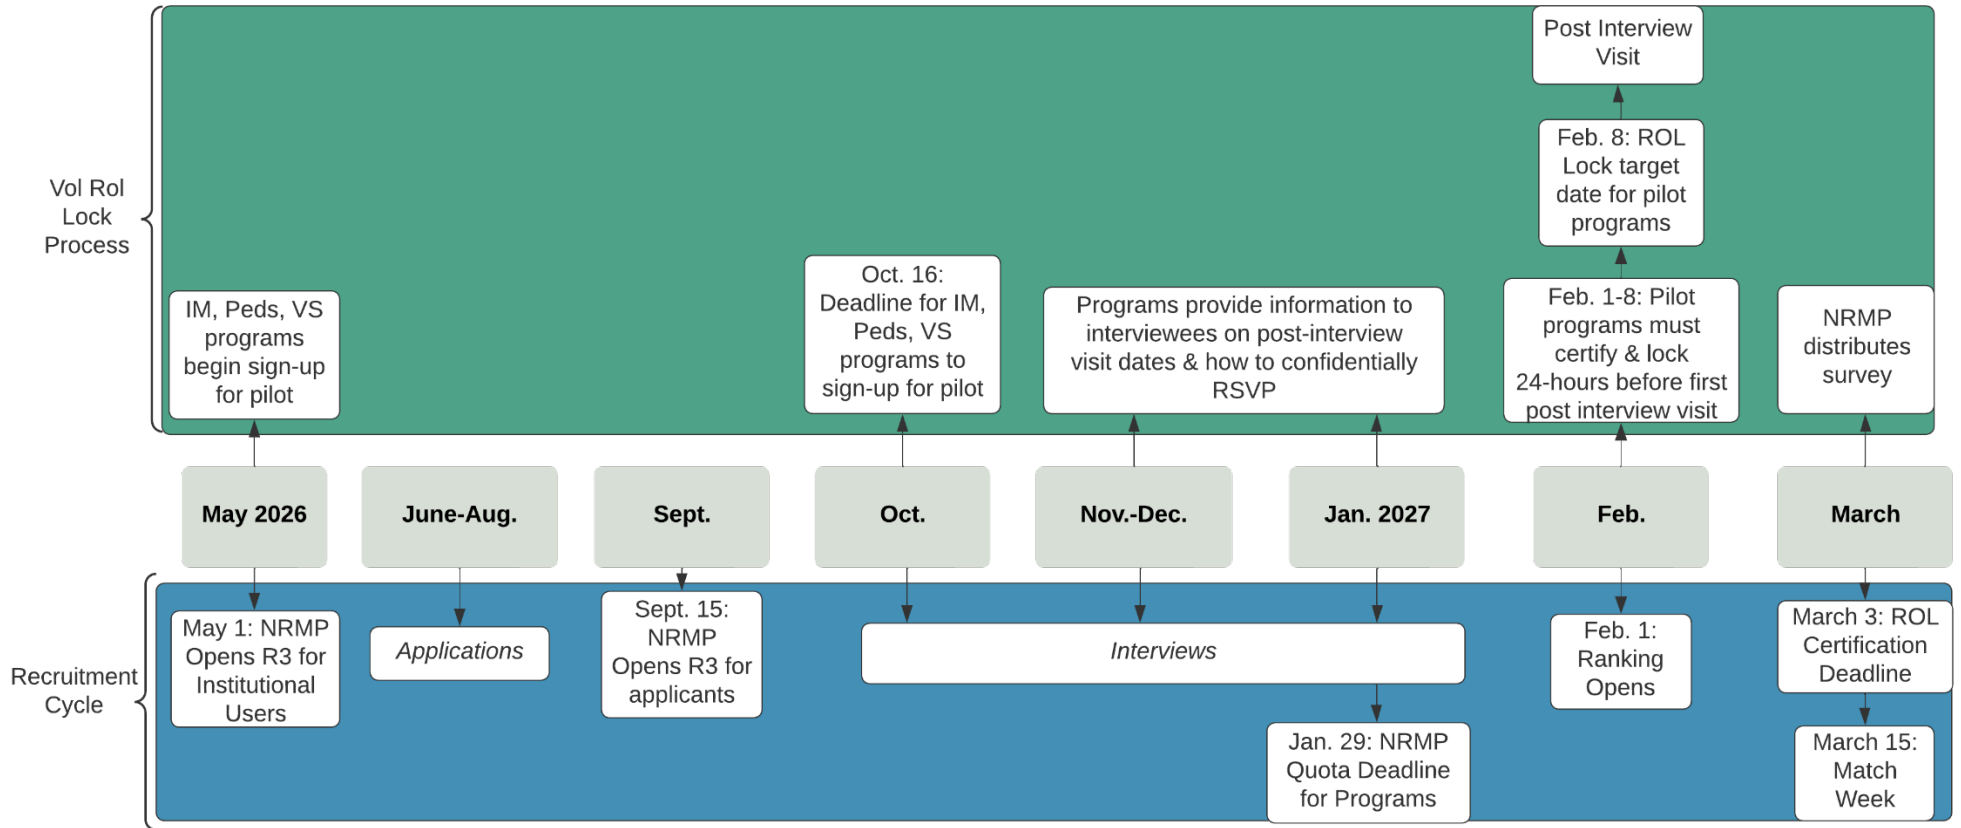 Vol Rol
Lock
Process
Post Interview
Visit
Feb. 8: ROL
Lock target
date for pilot
programs
IM, Peds, VS
programs
begin sign-up
for pilot
Oct. 16:
Deadline for IM,
Peds, VS
programs to
sign-up for pilot
Programs provide information to
interviewees on post-interview
visit dates & how to confidentially
RSVP
Feb. 1-8: Pilot
programs must
certify & lock
24-hours before first
post interview visit
NRMP
distributes
survey
May 2026
June-Aug.
Sept.
Oct.
Nov.-Dec.
Jan. 2027
Feb.
March
Recruitment
Cycle
May 1: NRMP
Opens R3 for
Institutional
Users
Applications
Sept. 15:
NRMP
Opens R3 for
applicants
Interviews
Jan. 29: NRMP
Quota Deadline
for Programs
Feb. 1:
Ranking
Opens
March 3: ROL
Certification
Deadline
March 15:
Match
Week